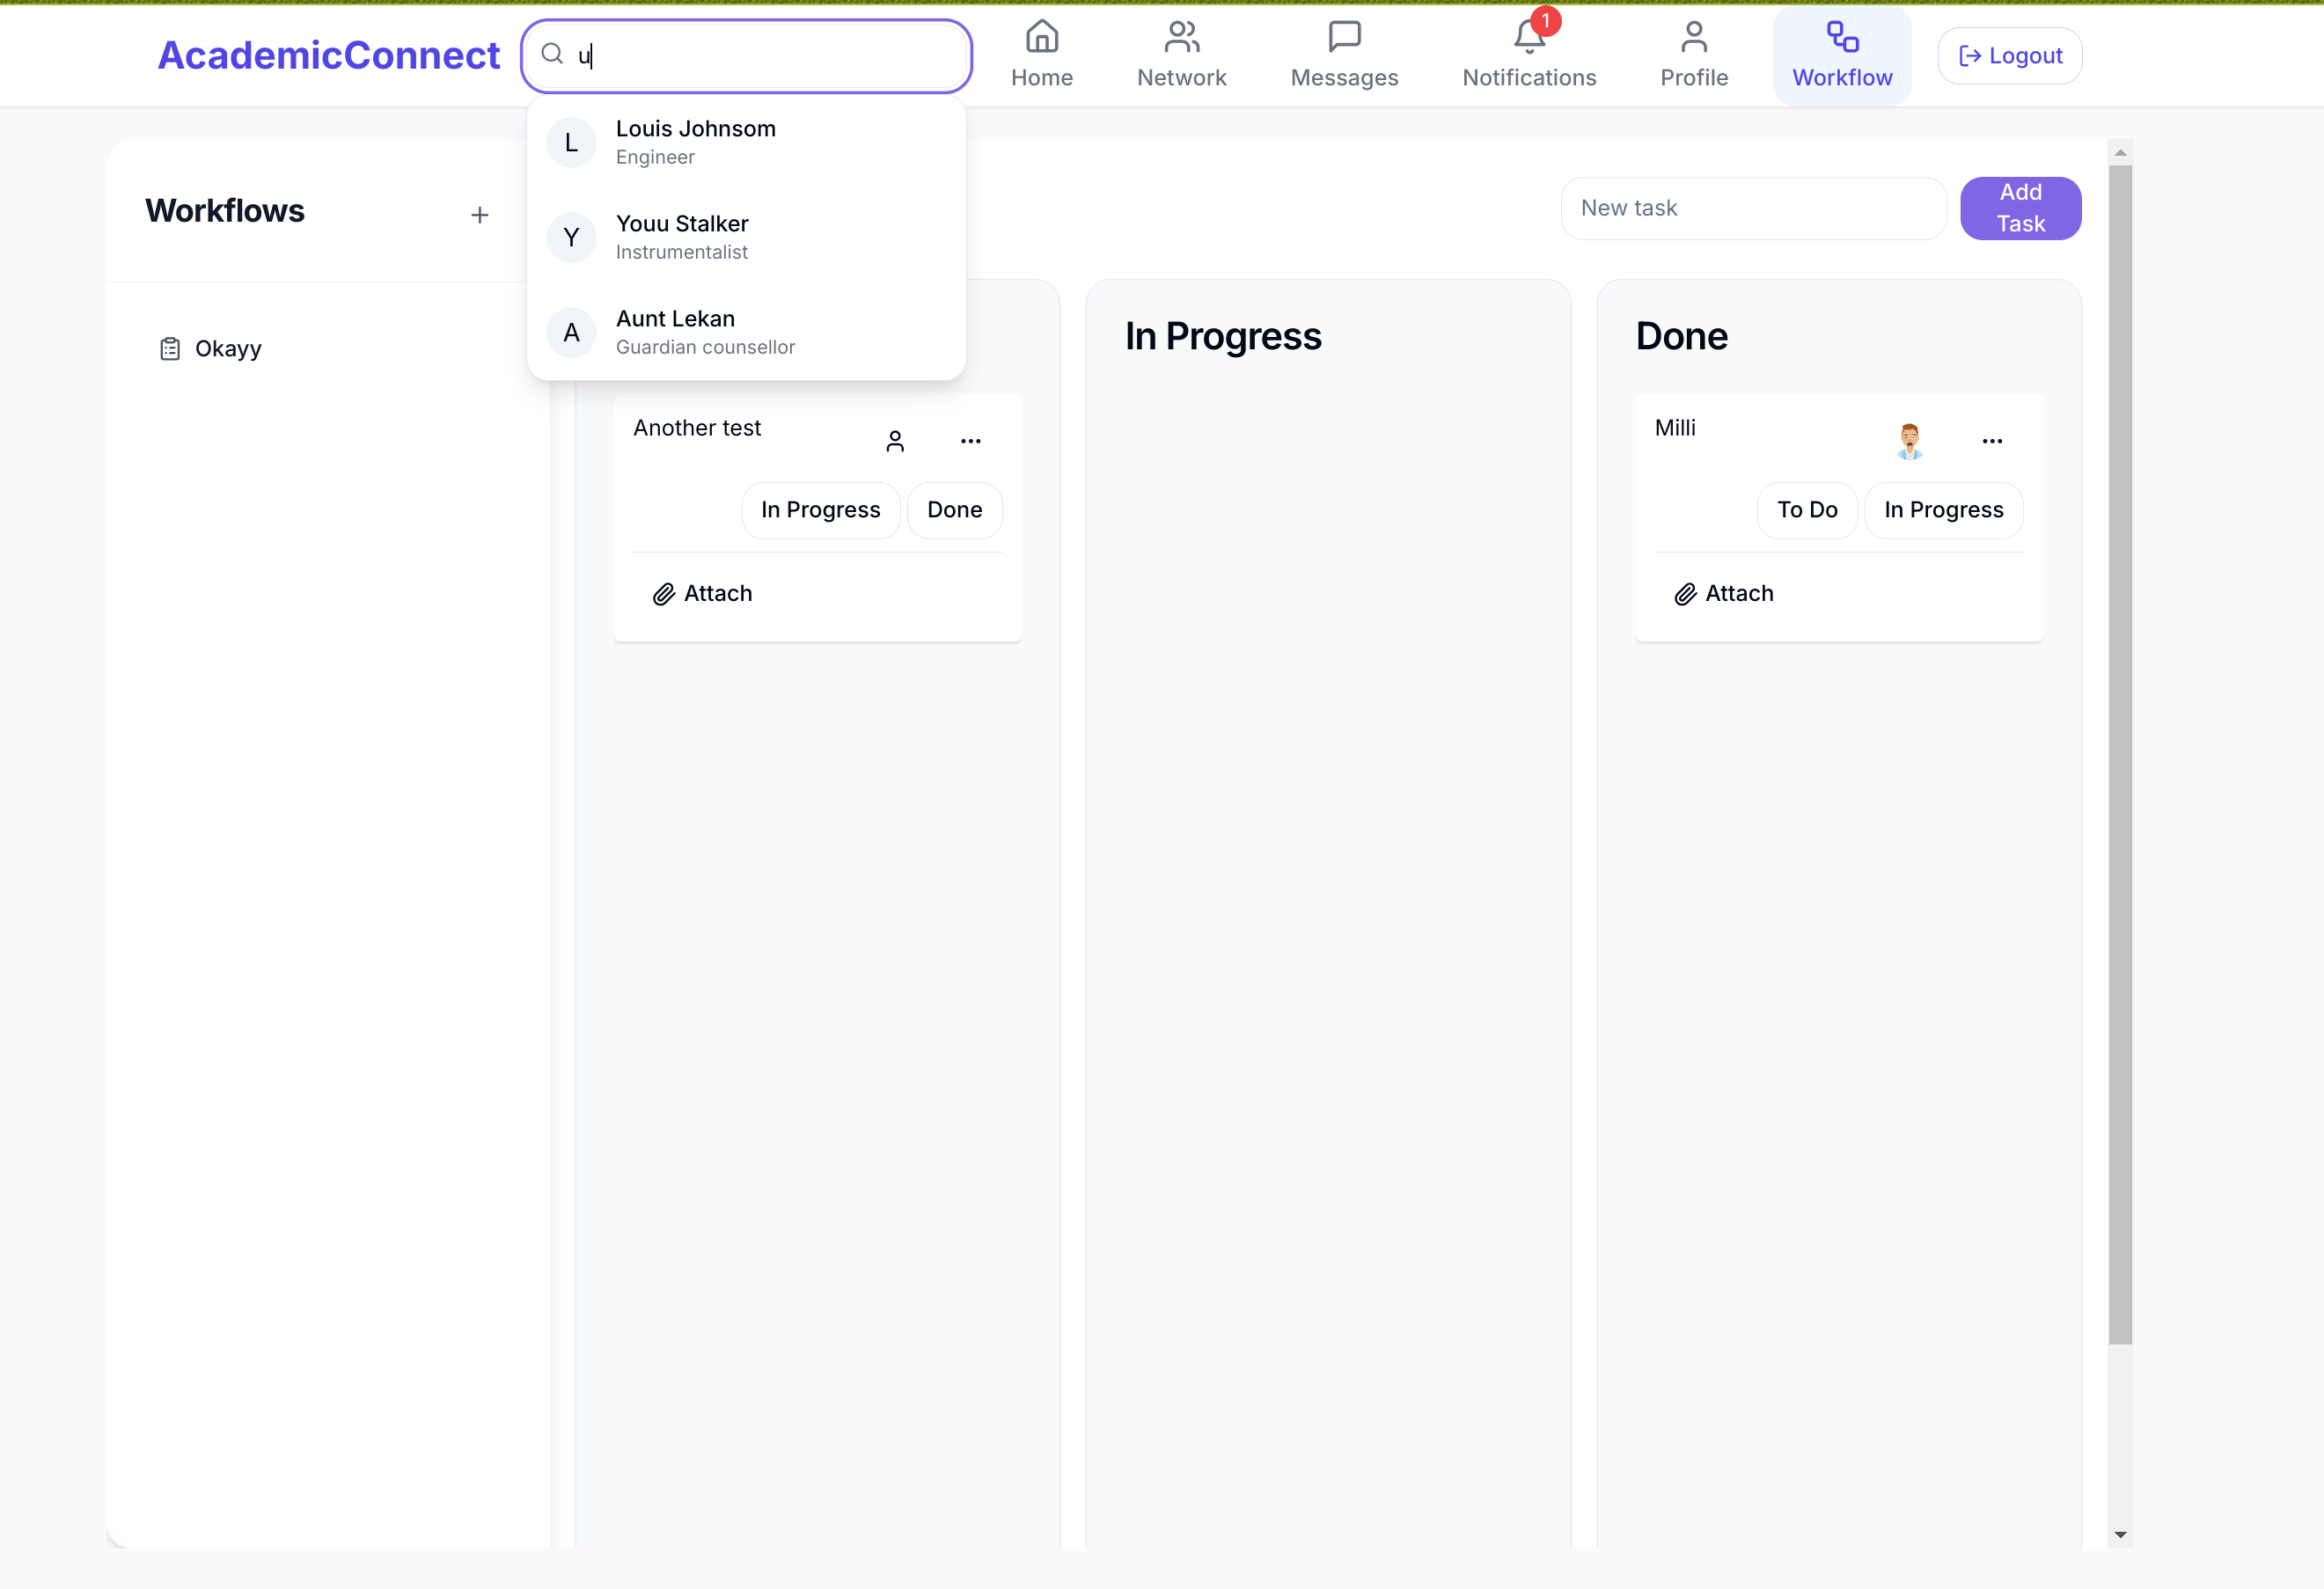 AcademicConnect
u
Home
Network
Messages
1
Notifications
Profile
Workflow
Logout
L
Louis Johnsom
Engineer
Y
Youu Stalker
Instrumentalist
A
Aunt Lekan
Guardian counsellor
Workflows
Okayy
New task
Add
Task
Another test
In Progress
Done
Attach
In Progress
Done
Milli
To Do
In Progress
Attach